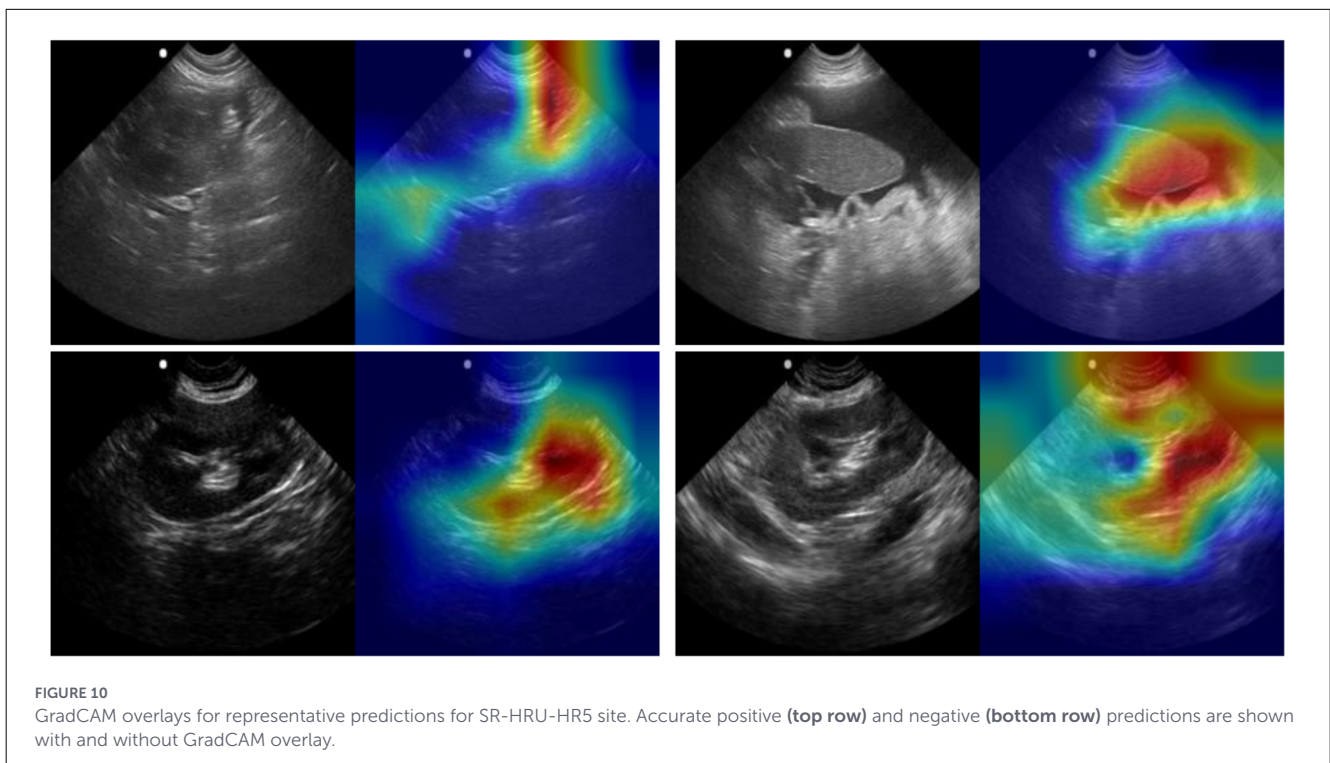 FIGURE 10
GradCAM overlays for representative predictions for SR-HRU-HR5 site. Accurate positive (top row) and negative (bottom row) predictions are shown
with and without GradCAM overlay.